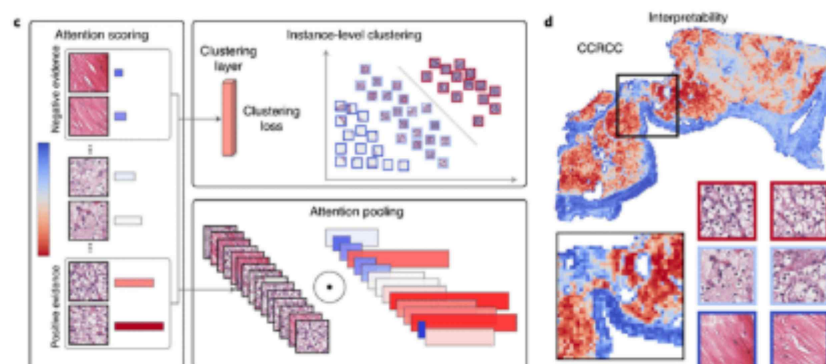 c
Attention scoring
Negative evidence
Positive evidence
Instance-level clustering
Clustering
layer
Clustering
loss
Attention pooling
d
Interpretability
CCRCC